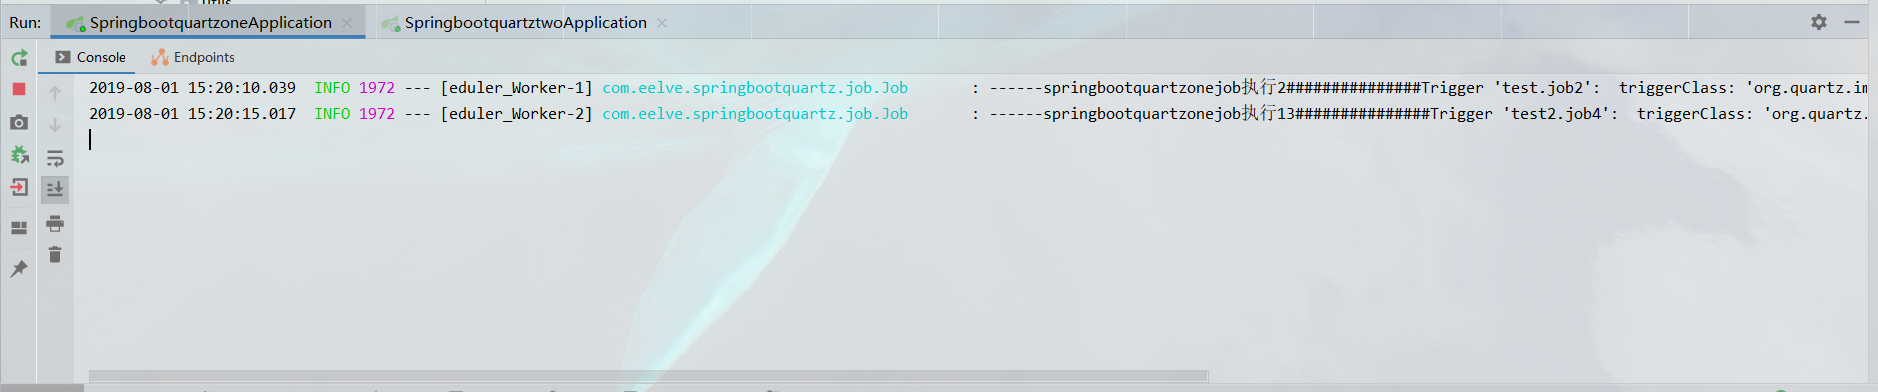 Utils
Run: SpringbootquartzoneApplication SpringbootquartztwoApplication
Console Endpoints
2019-08-01 15:20:10.039 INFO 1972 --- [eduler_Worker-1] com.eelve.springbootquartz.job.Job : ------springbootquartzonejob执行2###############Trigger 'test.job2': triggerClass: 'org.quartz.im
2019-08-01 15:20:15.017 INFO 1972 --- [eduler_Worker-2] com.eelve.springbootquartz.job.Job : ------springbootquartzonejob执行13###############Trigger 'test2.job4': triggerClass: 'org.quartz.